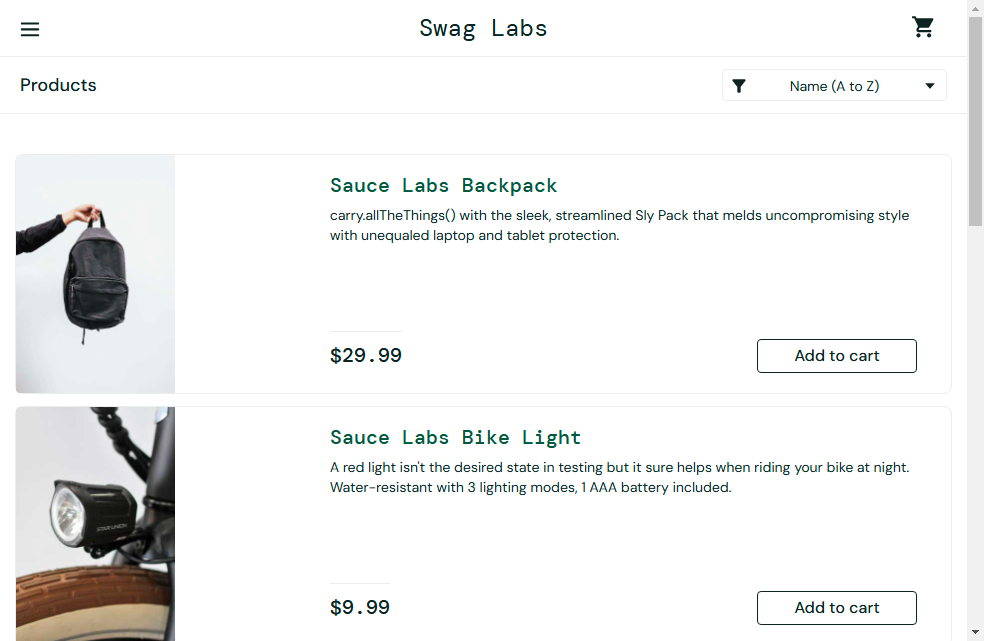 Swag Labs
Products
Name (A to Z)
Sauce Labs Backpack
carry.allTheThings() with the sleek, streamlined Sly Pack that melds uncompromising style
with unequaled laptop and tablet protection.
$29.99
Add to cart
Sauce Labs Bike Light
A red light isn't the desired state in testing but it sure helps when riding your bike at night.
Water-resistant with 3 lighting modes, 1 AAA battery included.
$9.99
Add to cart